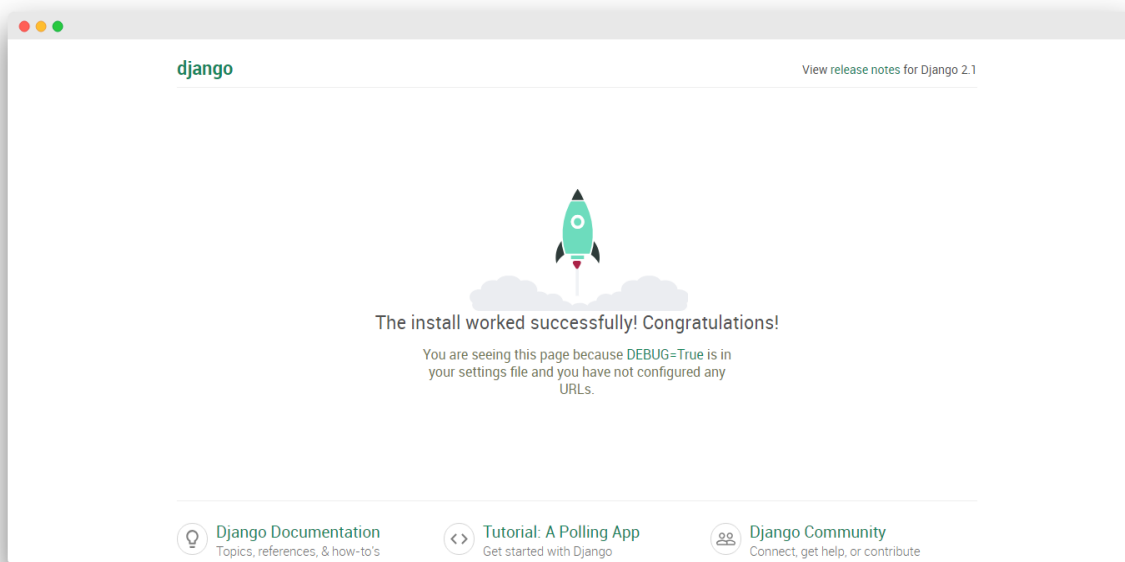 django
View release notes for Django 2.1
The install worked successfully! Congratulations!
You are seeing this page because DEBUG=True is in
your settings file and you have not configured any
URLs.
Django Documentation
Topics, references, & how-to's
Tutorial: A Polling App
Get started with Django
Django Community
Connect, get help, or contribute